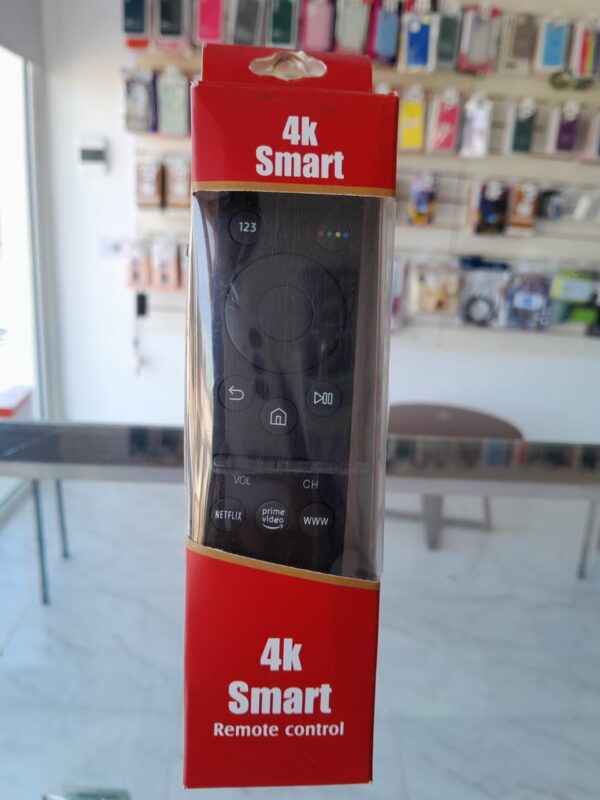 4k
Smart
123
VOL
CH
NETFLIX
prime
video
WWW
4k
Smart
Remote control